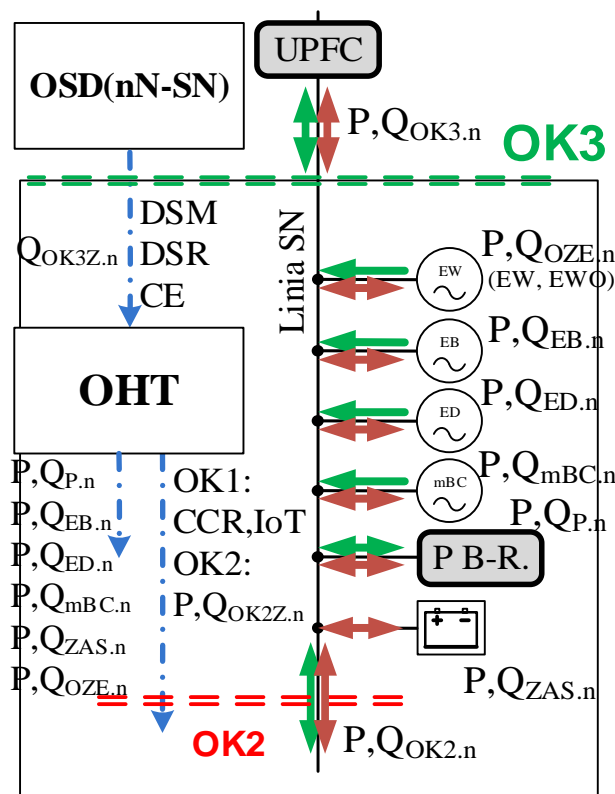 UPFC
OSD(nN-SN)
P,QOK3.n
OK3
DSM
QOK3Z.n
DSR
CE
Linia SN
P,QOZE.n
(EW, EWO)
EW
P,QEB.n
EB
OHT
P,QED.n
ED
P,QmBC.n
mBC
P,QP.n
P B-R.
P,QP.n
P,QEB.n
P,QED.n
P,QmBC.n
P,QZAS.n
P,QOZE.n
OK1:
CCR,IoT
OK2:
P,QOK2Z.n
+ -
P,QZAS.n
OK2
P,QOK2.n